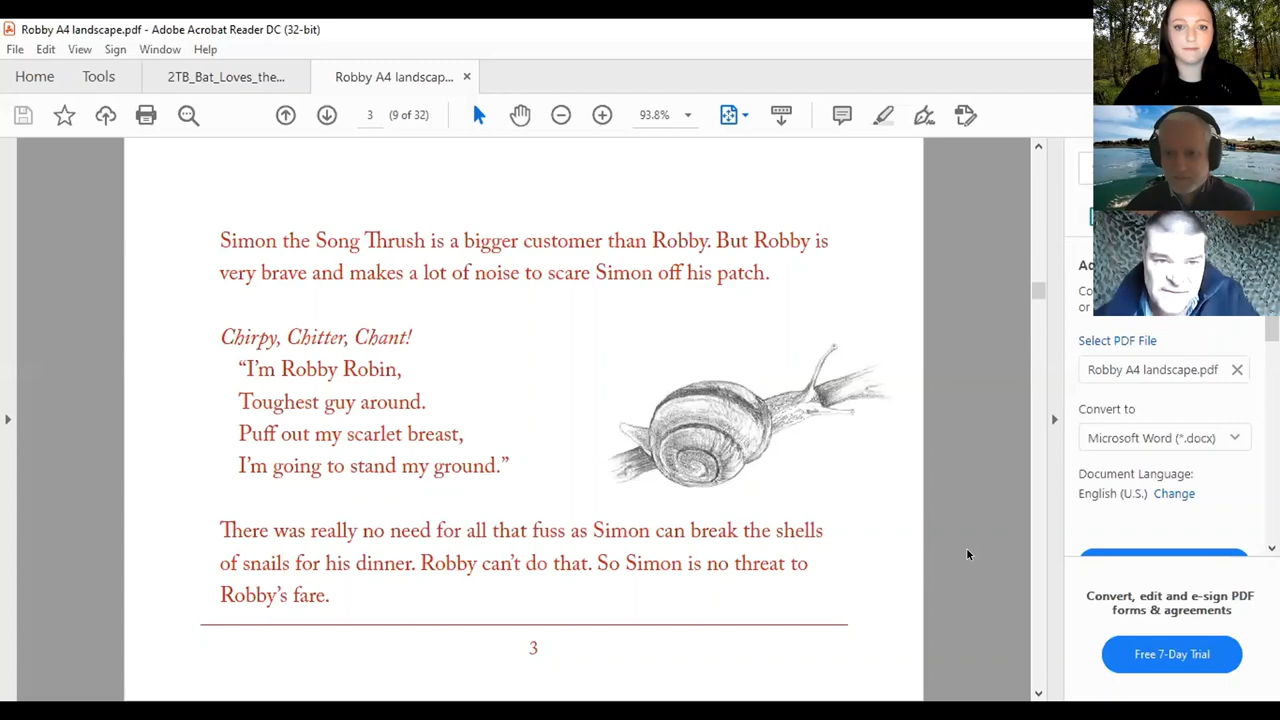 Robby A4 landscape.pdf - Adobe Acrobat Reader DC (32-bit)
File Edit View Sign Window Help
Home Tools 2TB_Bat_Loves_the... Robby A4 landscap... ×
3 (9 of 32) 93.8%
Simon the Song Thrush is a bigger customer than Robby. But Robby is
very brave and makes a lot of noise to scare Simon off his patch.
Chirpy, Chitter, Chant!
“I’m Robby Robin,
Toughest guy around.
Puff out my scarlet breast,
I’m going to stand my ground.”
There was really no need for all that fuss as Simon can break the shells
of snails for his dinner. Robby can’t do that. So Simon is no threat to
Robby’s fare.
3
Select PDF File
Robby A4 landscape.pdf
Convert to
Microsoft Word (*.docx)
Document Language:
English (U.S.) Change
Convert, edit and e-sign PDF
forms & agreements
Free 7-Day Trial